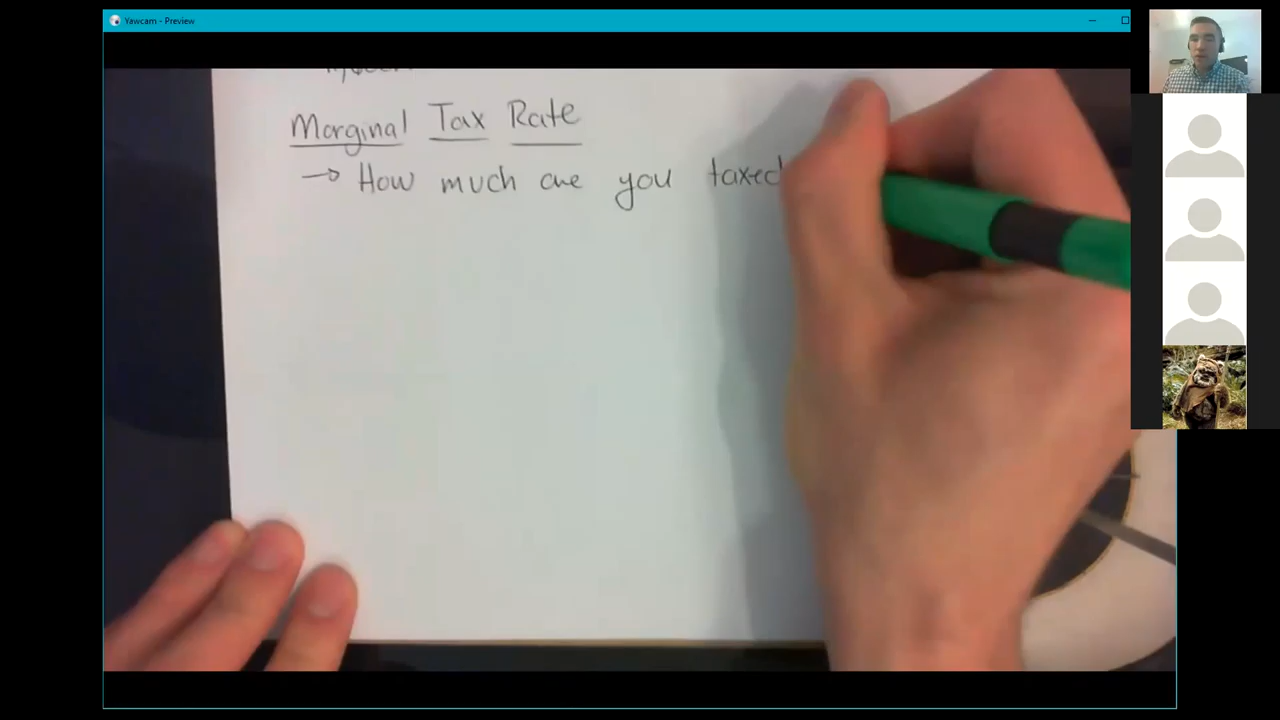 Yawcam - Preview
Marginal Tax Rate
→ How much are you taxed